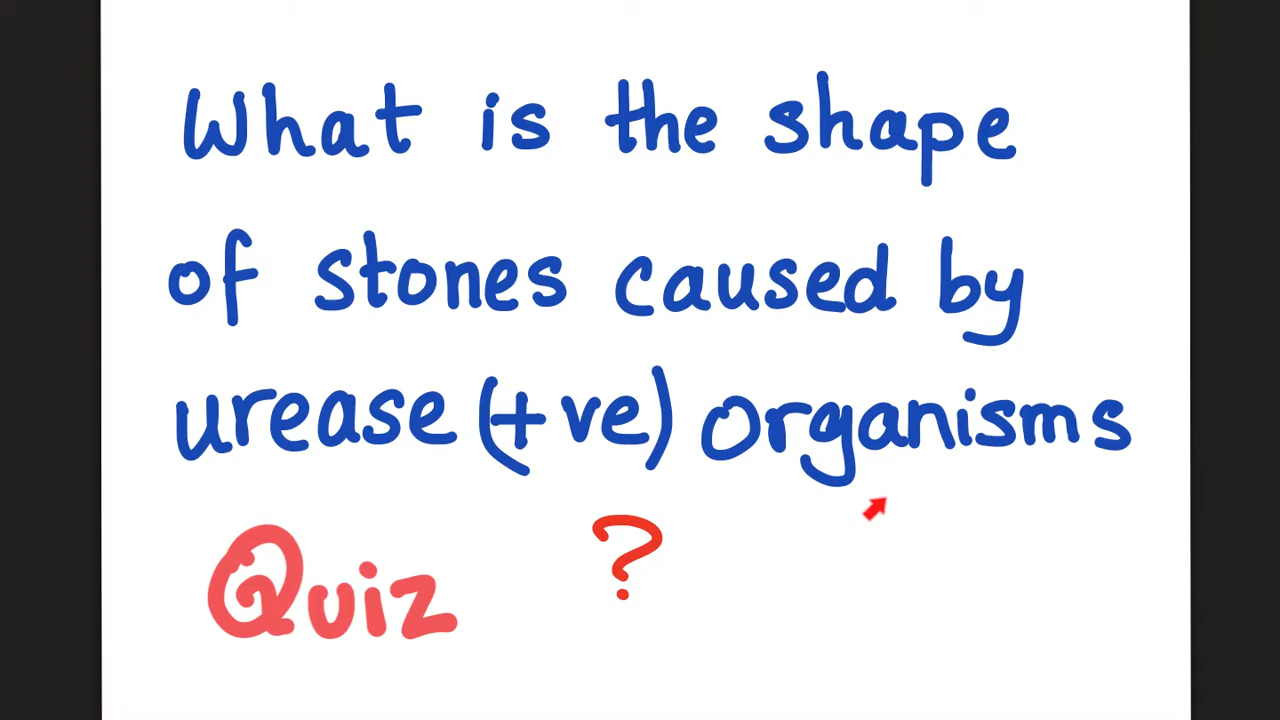 What is the shape
of stones caused by
urease (+ve) organisms
?
Quiz